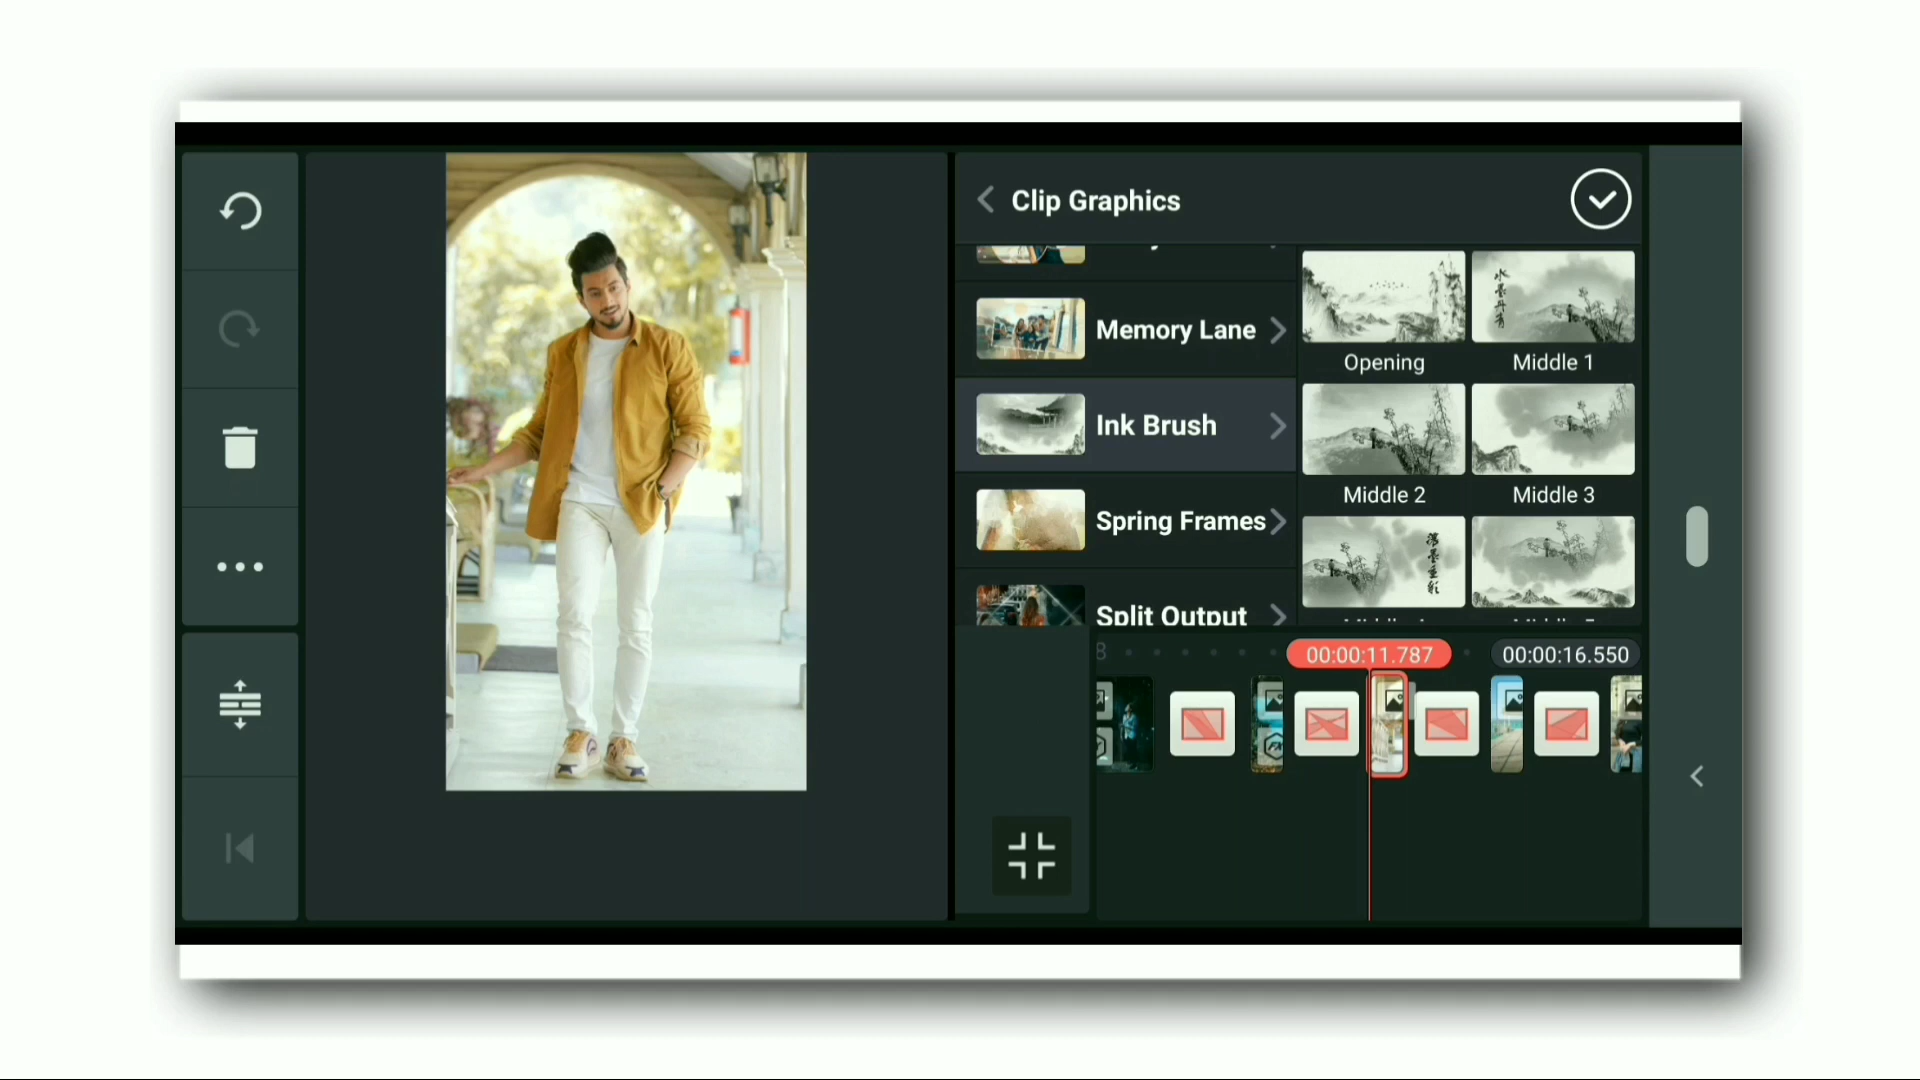 Clip Graphics
Memory Lane
Ink Brush
Spring Frames
Split Output
Opening
Middle 1
Middle 2
Middle 3
00:00:11.787
00:00:16.550